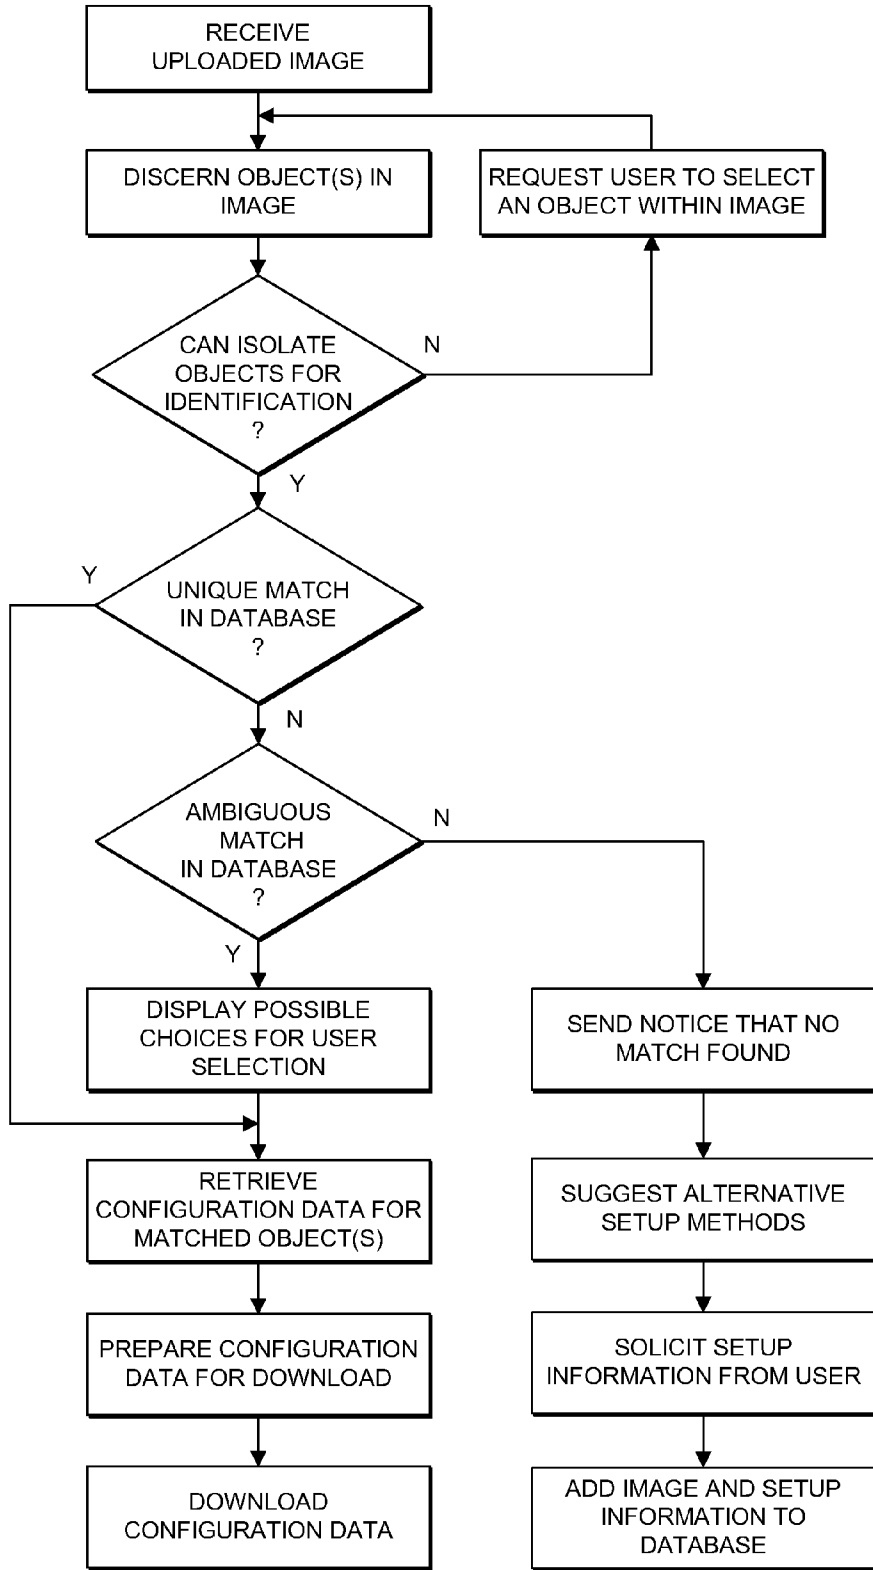 RECEIVE
UPLOADED IMAGE
DISCERN OBJECT(S) IN
IMAGE
REQUEST USER TO SELECT
AN OBJECT WITHIN IMAGE
CAN ISOLATE
OBJECTS FOR
IDENTIFICATION
?
N
Y
UNIQUE MATCH
IN DATABASE
?
Y
N
AMBIGUOUS
MATCH
IN DATABASE
?
N
Y
DISPLAY POSSIBLE
CHOICES FOR USER
SELECTION
SEND NOTICE THAT NO
MATCH FOUND
RETRIEVE
CONFIGURATION DATA FOR
MATCHED OBJECT(S)
SUGGEST ALTERNATIVE
SETUP METHODS
PREPARE CONFIGURATION
DATA FOR DOWNLOAD
SOLICIT SETUP
INFORMATION FROM USER
DOWNLOAD
CONFIGURATION DATA
ADD IMAGE AND SETUP
INFORMATION TO
DATABASE